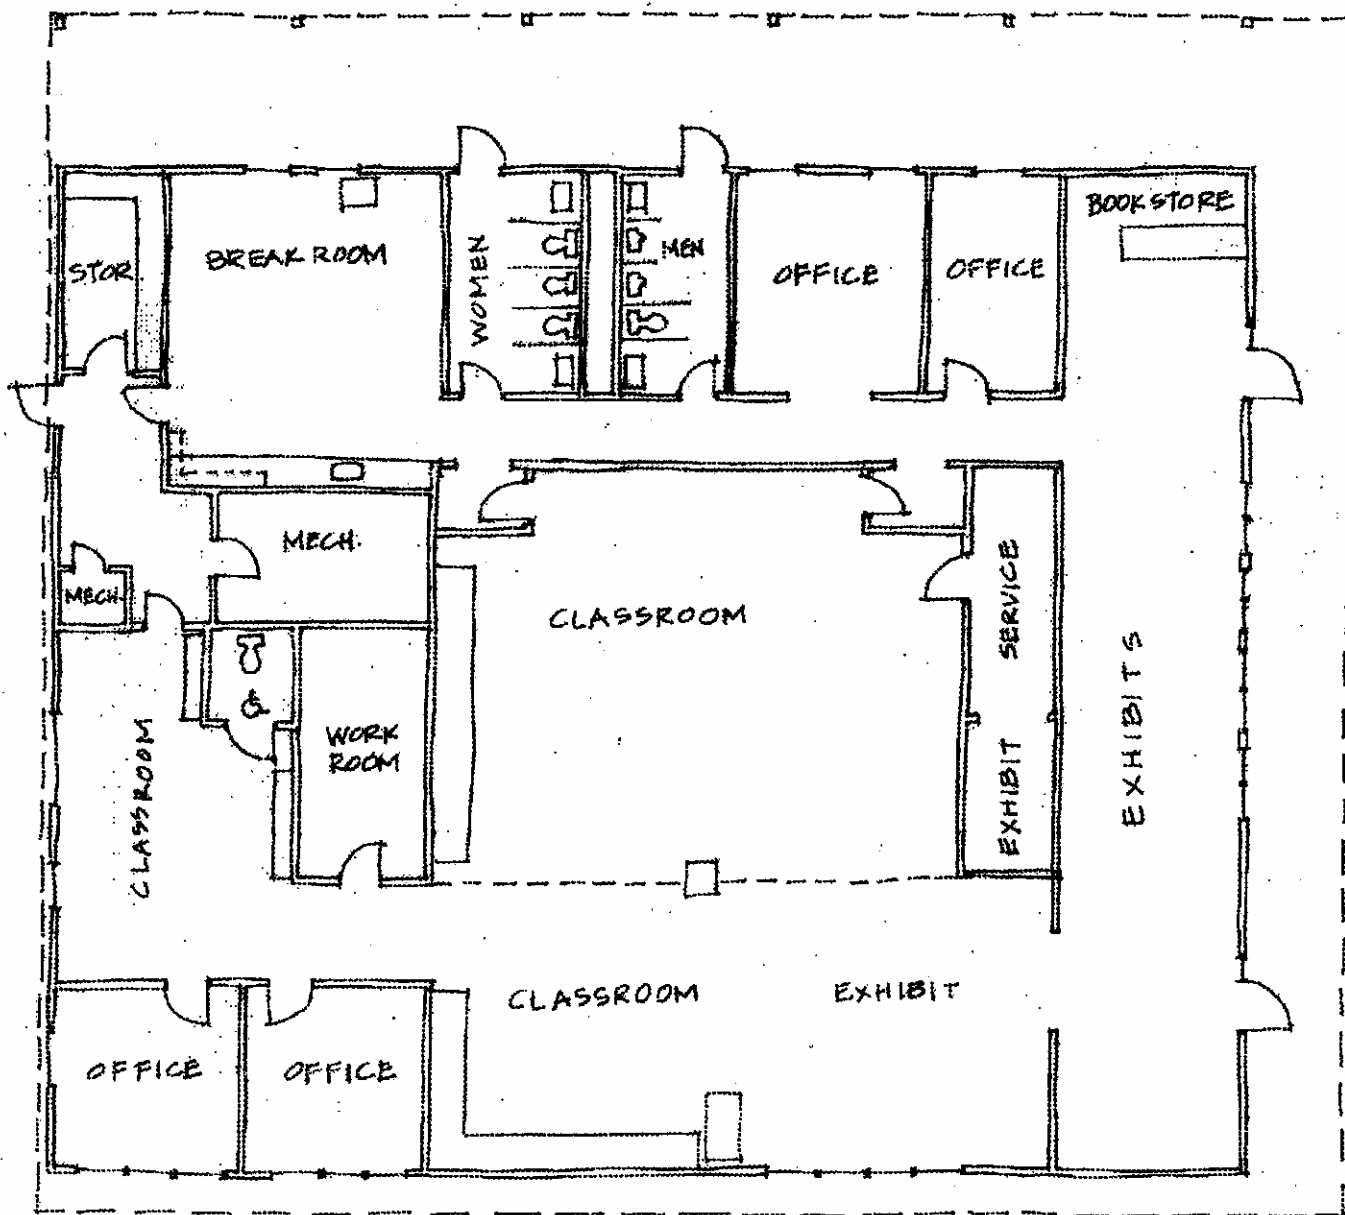 BOOKSTORE
BREAK ROOM
WOMEN
MEN
OFFICE
OFFICE
STOR.
MECH.
MECH.
CLASSROOM
SERVICE
EXHIBITS
WORK
ROOM
CLASSROOM
EXHIBIT
CLASSROOM
EXHIBIT
OFFICE
OFFICE